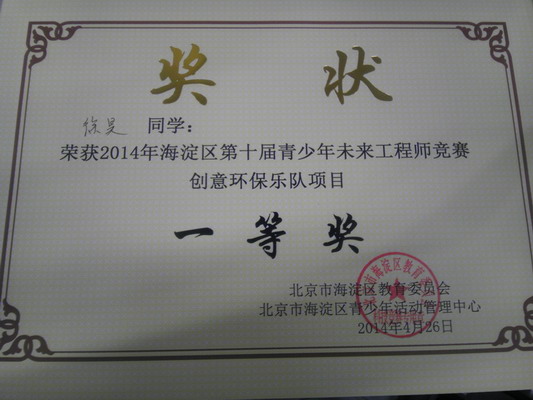 奖状
徐旻 同学:
荣获2014年海淀区第十届青少年未来工程师竞赛
创意环保乐队项目
一等奖
北京市海淀区教育委员会
北京市海淀区青少年活动管理中心
2014年4月26日